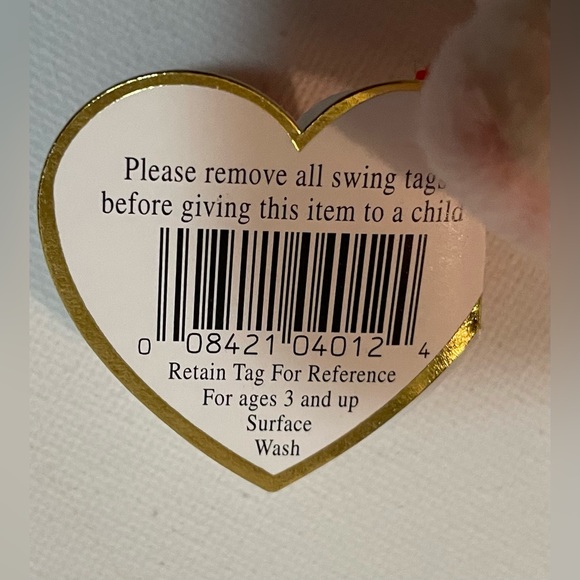 Please remove all swing tags
before giving this item to a child
0 08421 04012 4
Retain Tag For Reference
For ages 3 and up
Surface
Wash